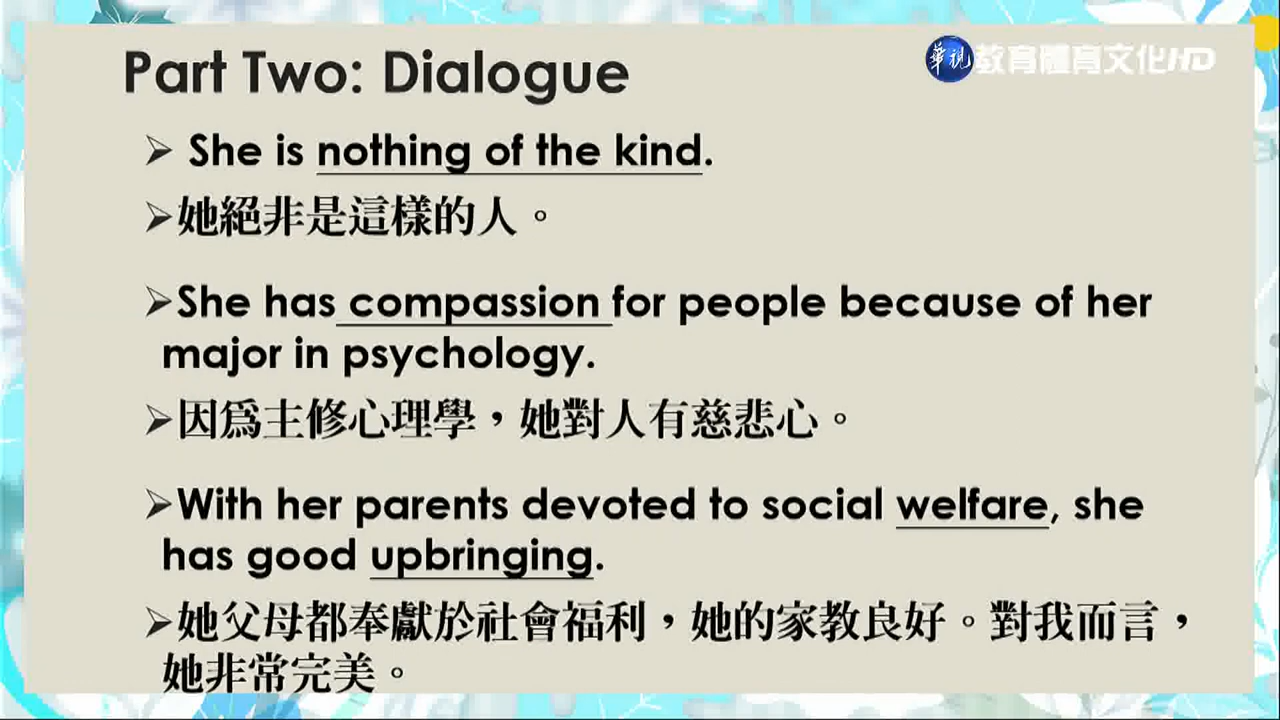 Part Two: Dialogue
華視 教育體育文化HD
➢ She is nothing of the kind.
➢她絕非是這樣的人。
➢She has compassion for people because of her
major in psychology.
➢因為主修心理學，她對人有慈悲心。
➢With her parents devoted to social welfare, she
has good upbringing.
➢她父母都奉獻於社會福利，她的家教良好。對我而言，
她非常完美。